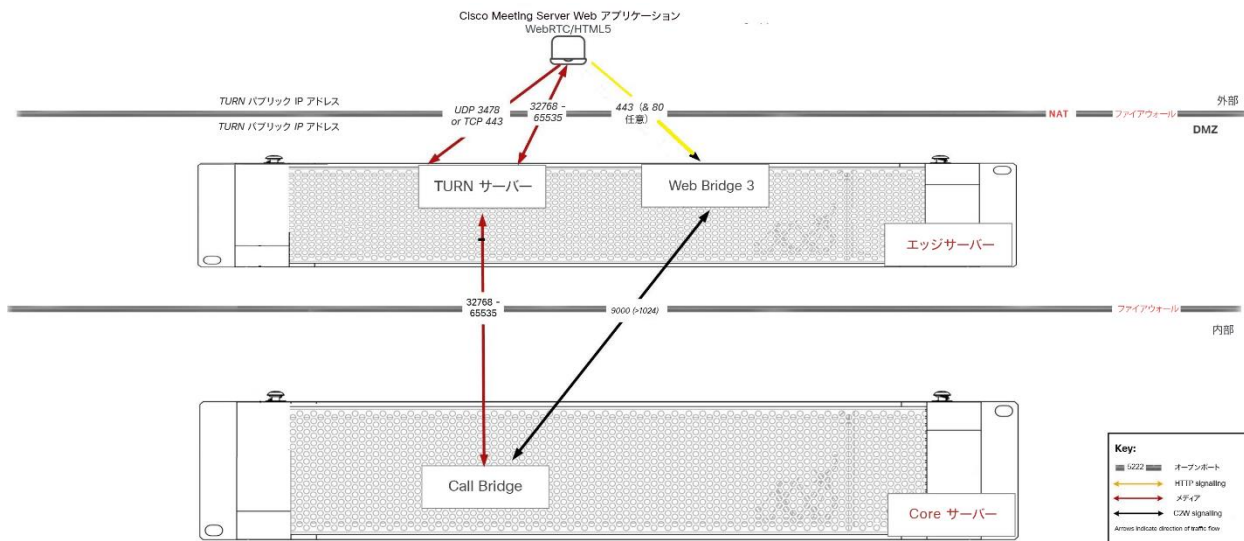 Cisco Meeting Server Web アプリケーション
WebRTC/HTML5
TURN パブリック IP アドレス
TURN パブリック IP アドレス
UDP 3478
or TCP 443
32768 -
65535
443（& 80
任意）
外部
NAT
ファイアウォール
DMZ
TURN サーバー
Web Bridge 3
エッジサーバー
32768 -
65535
9000 (>1024)
ファイアウォール
内部
Call Bridge
Core サーバー
Key:
5222 オープンポート
HTTP signalling
メディア
C2W signalling
Arrows indicate direction of traffic flow